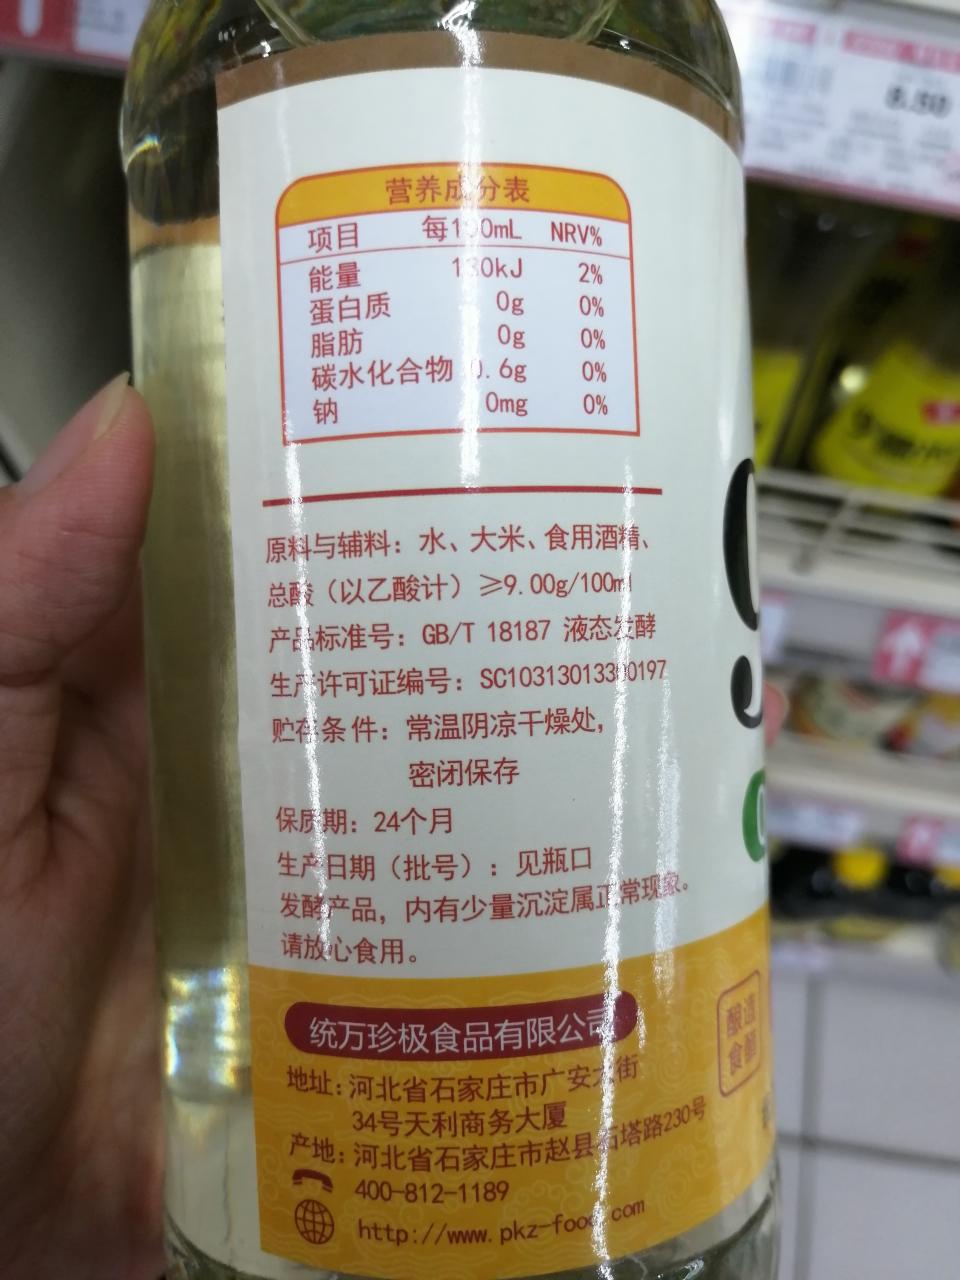 营养成分表
项目 每100mL NRV%
能量 130kJ 2%
蛋白质 0g 0%
脂肪 0g 0%
碳水化合物 0.6g 0%
钠 0mg 0%
原料与辅料：水、大米、食用酒精、
总酸（以乙酸计）≥9.00g/100ml
产品标准号：GB/T 18187 液态发酵
生产许可证编号：SC10313013300197
贮存条件：常温阴凉干燥处，
密闭保存
保质期：24个月
生产日期（批号）：见瓶口
发酵产品，内有少量沉淀属正常现象。
请放心食用。
统万珍极食品有限公司
地址：河北省石家庄市广安大街
34号天利商务大厦
产地：河北省石家庄市赵县石塔路230号
400-812-1189
http://www.pkz-food.com
酿造
食醋
8.50